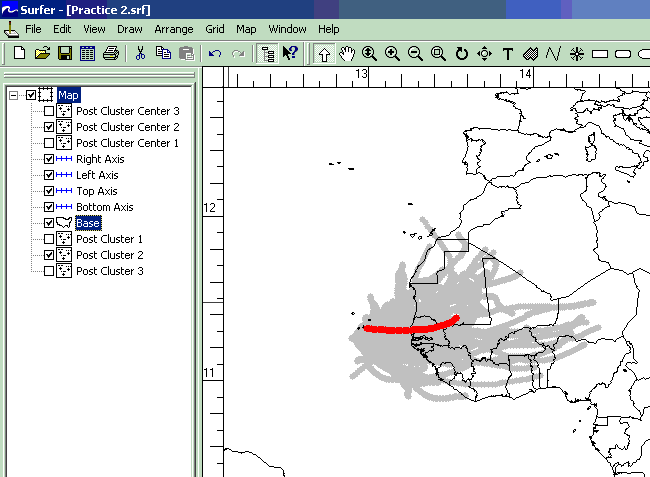 Surfer - [Practice 2.srf]
File Edit View Draw Arrange Grid Map Window Help
13 14
Map
Post Cluster Center 3
Post Cluster Center 2
Post Cluster Center 1
Right Axis
Left Axis
Top Axis
Bottom Axis
Base
Post Cluster 1
Post Cluster 2
Post Cluster 3
12
11